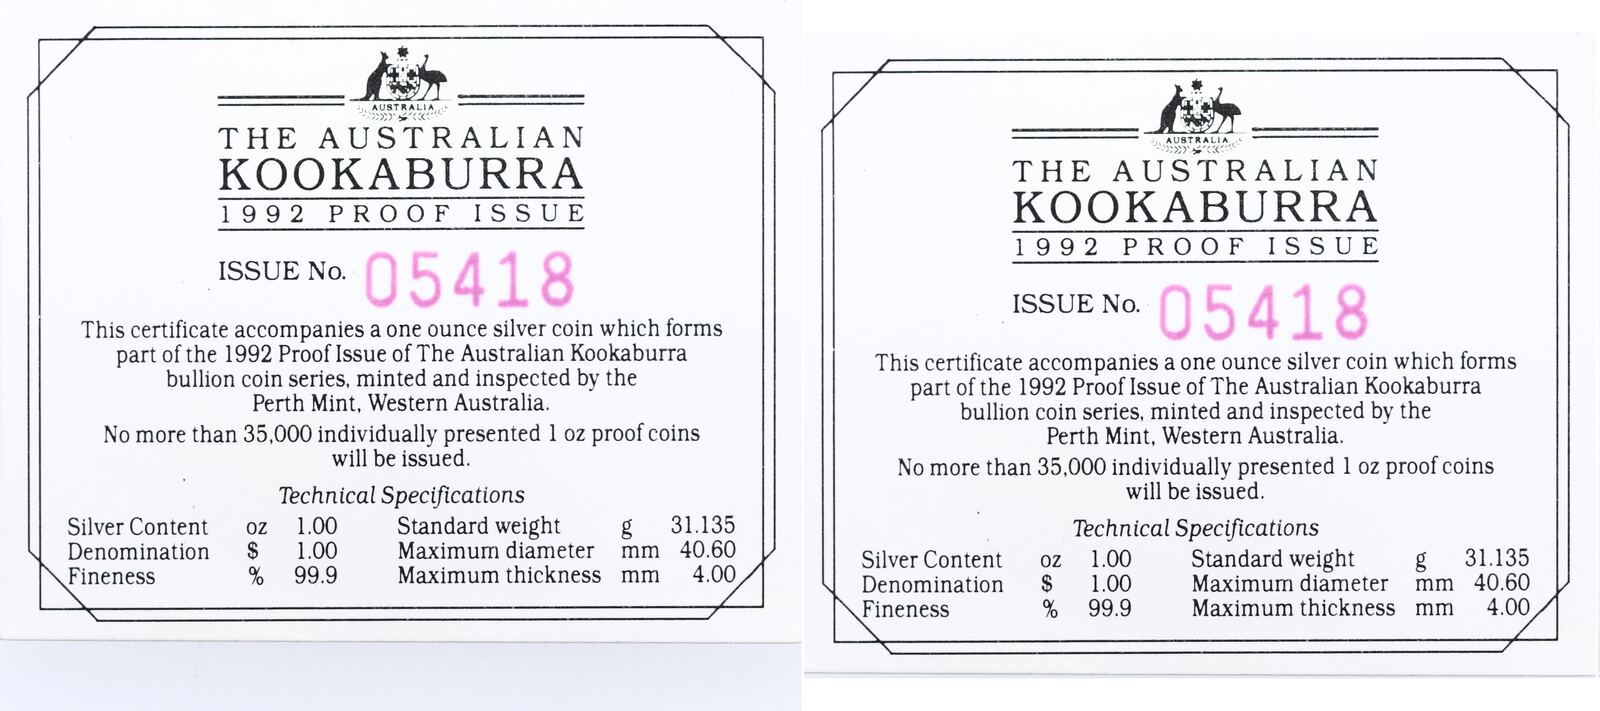 AUSTRALIA
THE AUSTRALIAN
KOOKABURRA
1992 PROOF ISSUE
ISSUE No. 05418
This certificate accompanies a one ounce silver coin which forms
part of the 1992 Proof Issue of The Australian Kookaburra
bullion coin series, minted and inspected by the
Perth Mint, Western Australia.
No more than 35,000 individually presented 1 oz proof coins
will be issued.
Technical Specifications
Silver Content oz 1.00 Standard weight g 31.135
Denomination $ 1.00 Maximum diameter mm 40.60
Fineness % 99.9 Maximum thickness mm 4.00
AUSTRALIA
THE AUSTRALIAN
KOOKABURRA
1992 PROOF ISSUE
ISSUE No. 05418
This certificate accompanies a one ounce silver coin which forms
part of the 1992 Proof Issue of The Australian Kookaburra
bullion coin series, minted and inspected by the
Perth Mint, Western Australia.
No more than 35,000 individually presented 1 oz proof coins
will be issued.
Technical Specifications
Silver Content oz 1.00 Standard weight g 31.135
Denomination $ 1.00 Maximum diameter mm 40.60
Fineness % 99.9 Maximum thickness mm 4.00